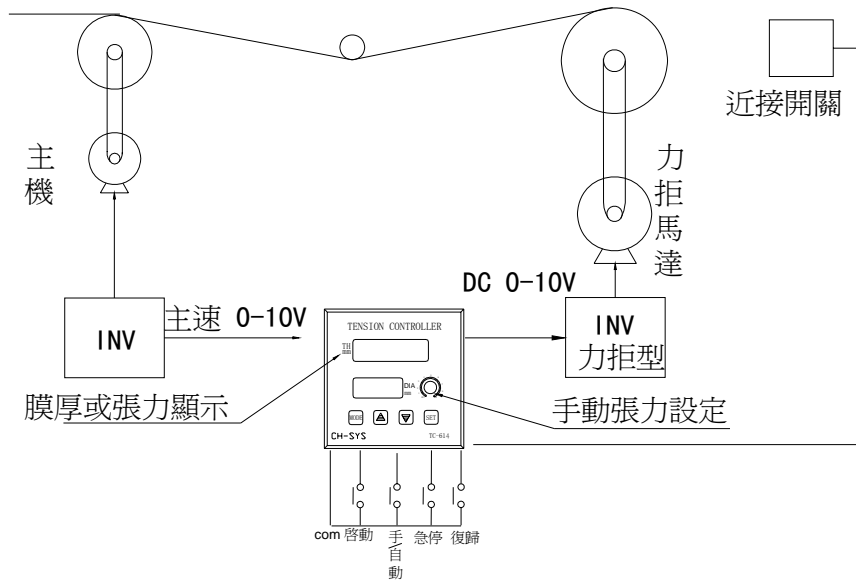 近接開關
主機
力拒馬達
DC 0-10V
INV
主速 0-10V
TENSION CONTROLLER
TH
mm
INV
力拒型
膜厚或張力顯示
DIA
mm
手動張力設定
MODE
SET
CH-SYS
TC-614
com 啓動
手/自動
急停
復歸